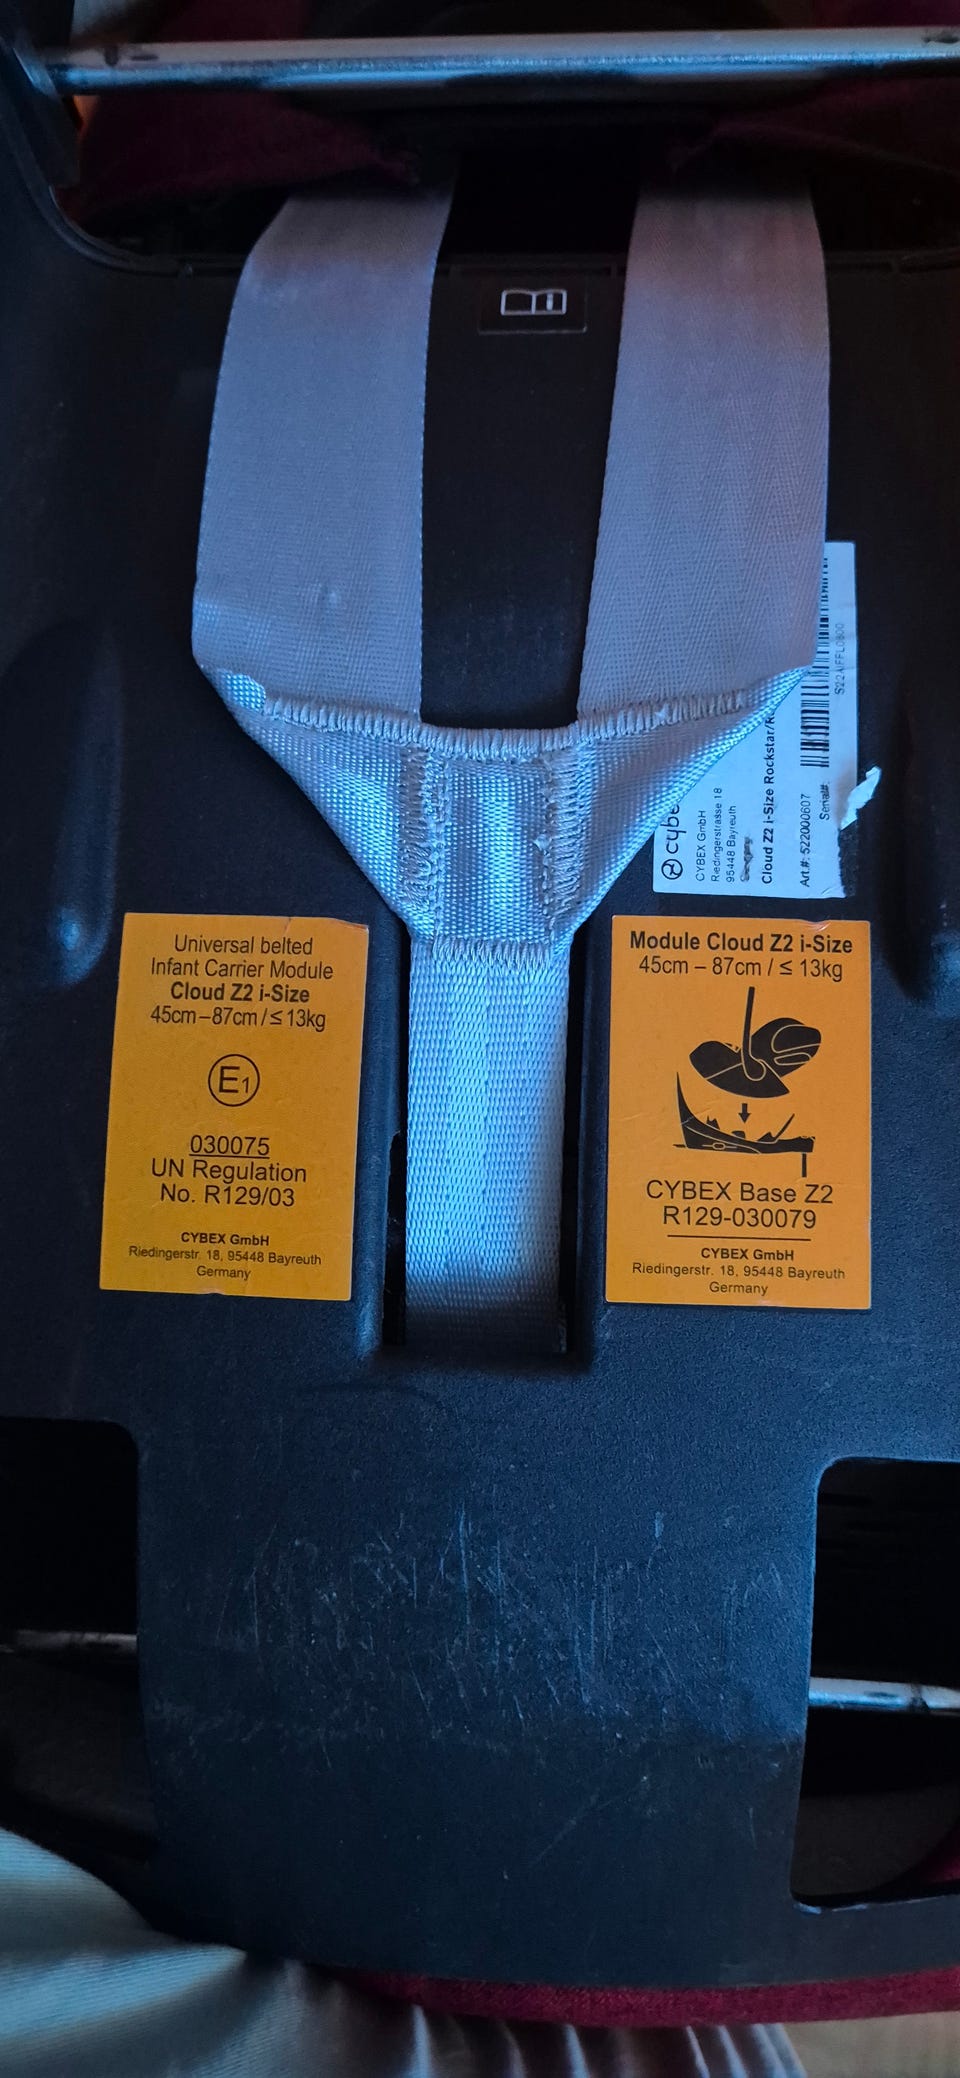 cybe
CYBEX GmbH
Riedingerstrasse 18
95448 Bayreuth
Cloud Z2 i-Size Rockstar/
Art.#: 522000607
Serial#:
Universal belted
Infant Carrier Module
Cloud Z2 i-Size
45cm–87cm/≤13kg
E1
030075
UN Regulation
No. R129/03
CYBEX GmbH
Riedingerstr. 18, 95448 Bayreuth
Germany
Module Cloud Z2 i-Size
45cm – 87cm / ≤ 13kg
CYBEX Base Z2
R129-030079
CYBEX GmbH
Riedingerstr. 18, 95448 Bayreuth
Germany